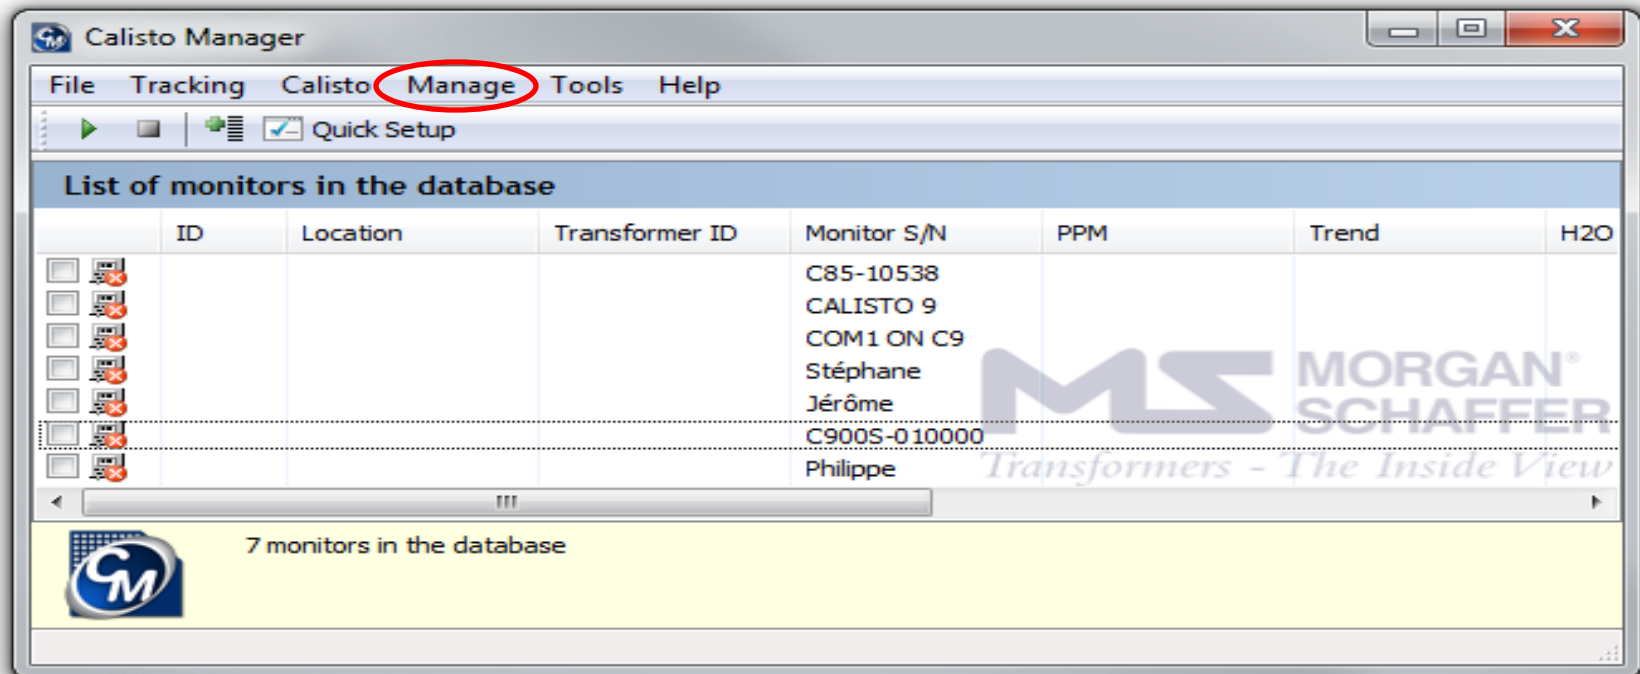 Calisto Manager
File Tracking Calisto Manage Tools Help
Quick Setup
List of monitors in the database
ID Location Transformer ID Monitor S/N PPM Trend H2O
C85-10538
CALISTO 9
COM1 ON C9
Stéphane
Jérôme
C900S-010000
Philippe
MORGAN®
SCHAFFER
Transformers - The Inside View
CM 7 monitors in the database